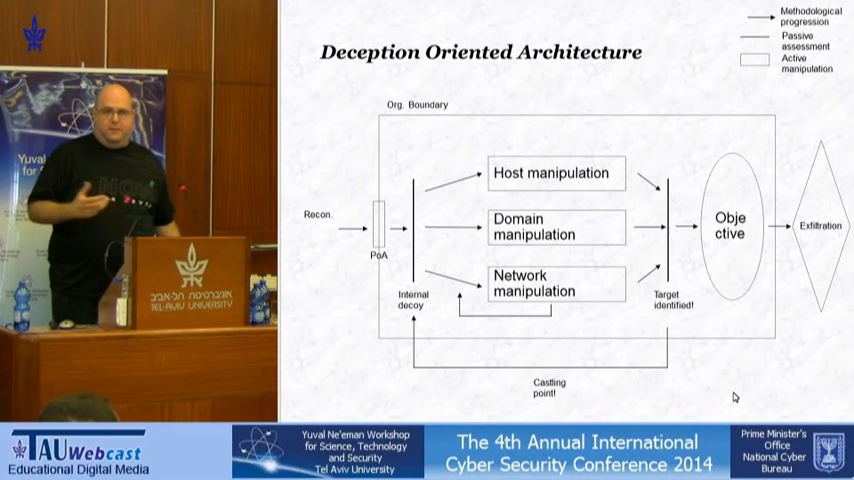 Deception Oriented Architecture
Methodological
progression
Passive
assessment
Active
manipulation
Org. Boundary
Recon.
PoA
Internal
decoy
Host manipulation
Domain
manipulation
Network
manipulation
Target
identified!
Obje
ctive
Exfiltration
Castling
point!
Yuval
for
אוניברסיטת תל-אביב
TEL-AVIV UNIVERSITY
TAU Webcast
Educational Digital Media
Yuval Ne'eman Workshop
for Science, Technology
and Security
Tel Aviv University
The 4th Annual International
Cyber Security Conference 2014
Prime Minister's
Office
National Cyber
Bureau